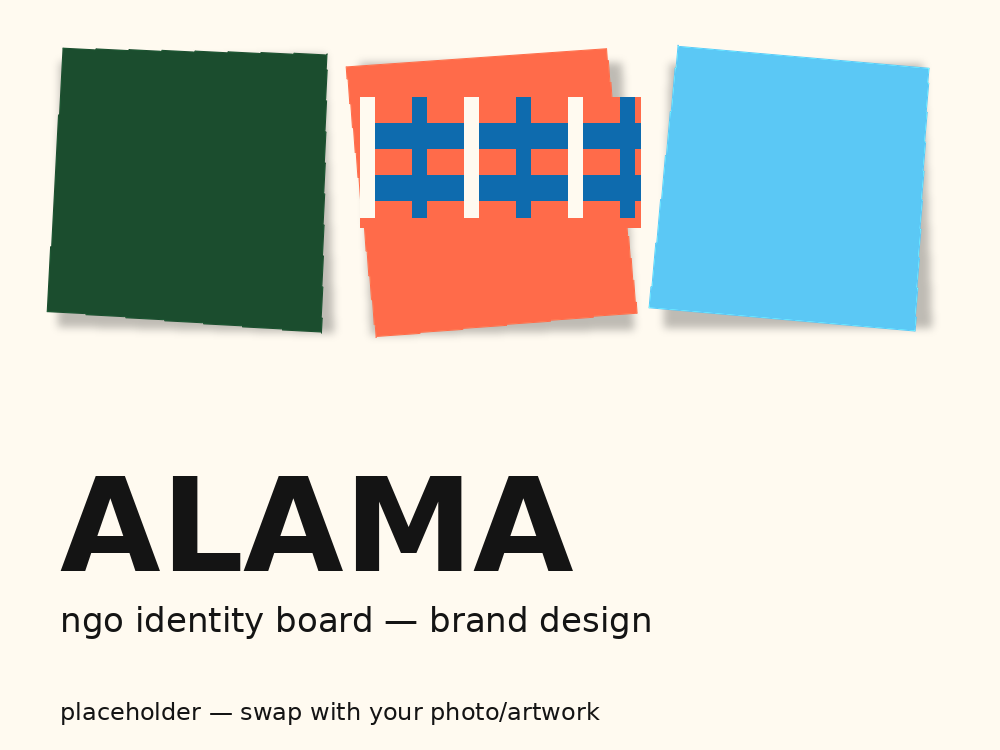 ALAMA
ngo identity board — brand design
placeholder — swap with your photo/artwork